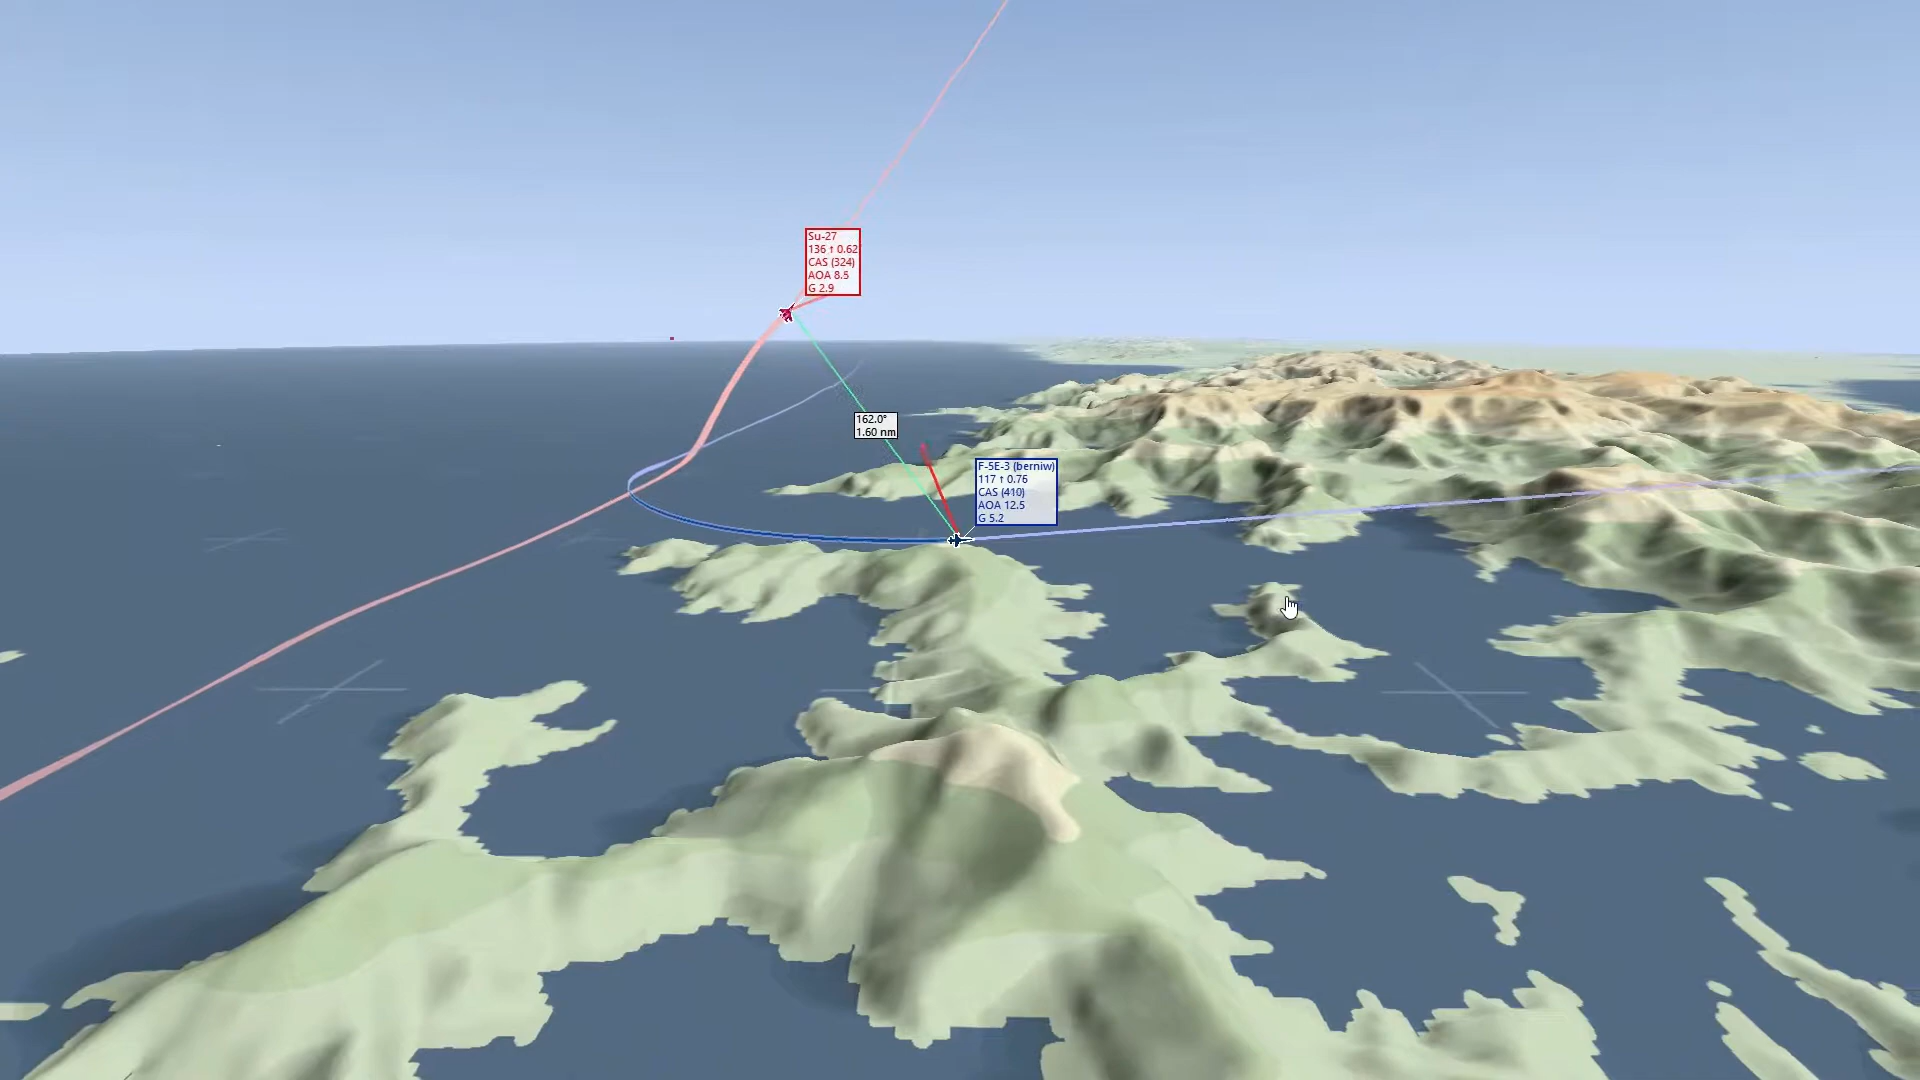 Su-27
136 ↑ 0.62
CAS (324)
AOA 8.5
G 2.9
162.0°
1.60 nm
F-5E-3 (berniw)
117 ↑ 0.76
CAS (410)
AOA 12.5
G 5.2